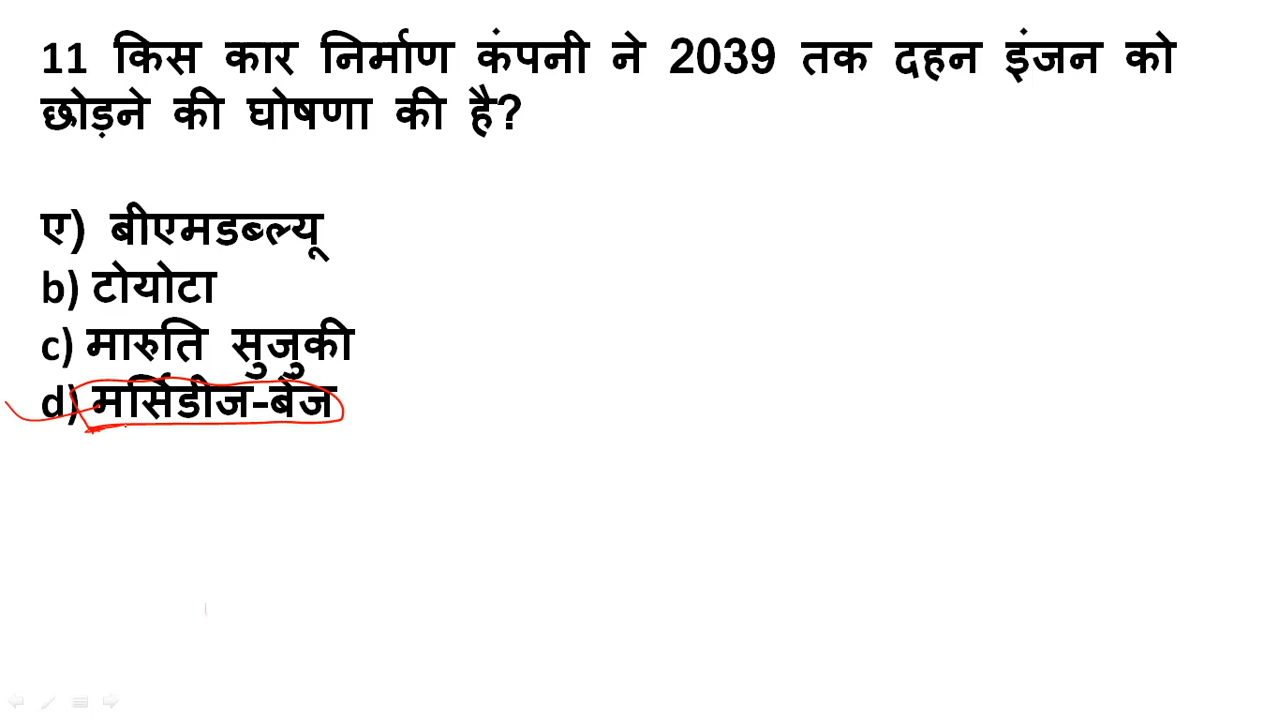 11 किस कार निर्माण कंपनी ने 2039 तक दहन इंजन को
छोड़ने की घोषणा की है?
ए) बीएमडब्ल्यू
b) टोयोटा
c) मारुति सुजुकी
d) मर्सिडीज-बेंज